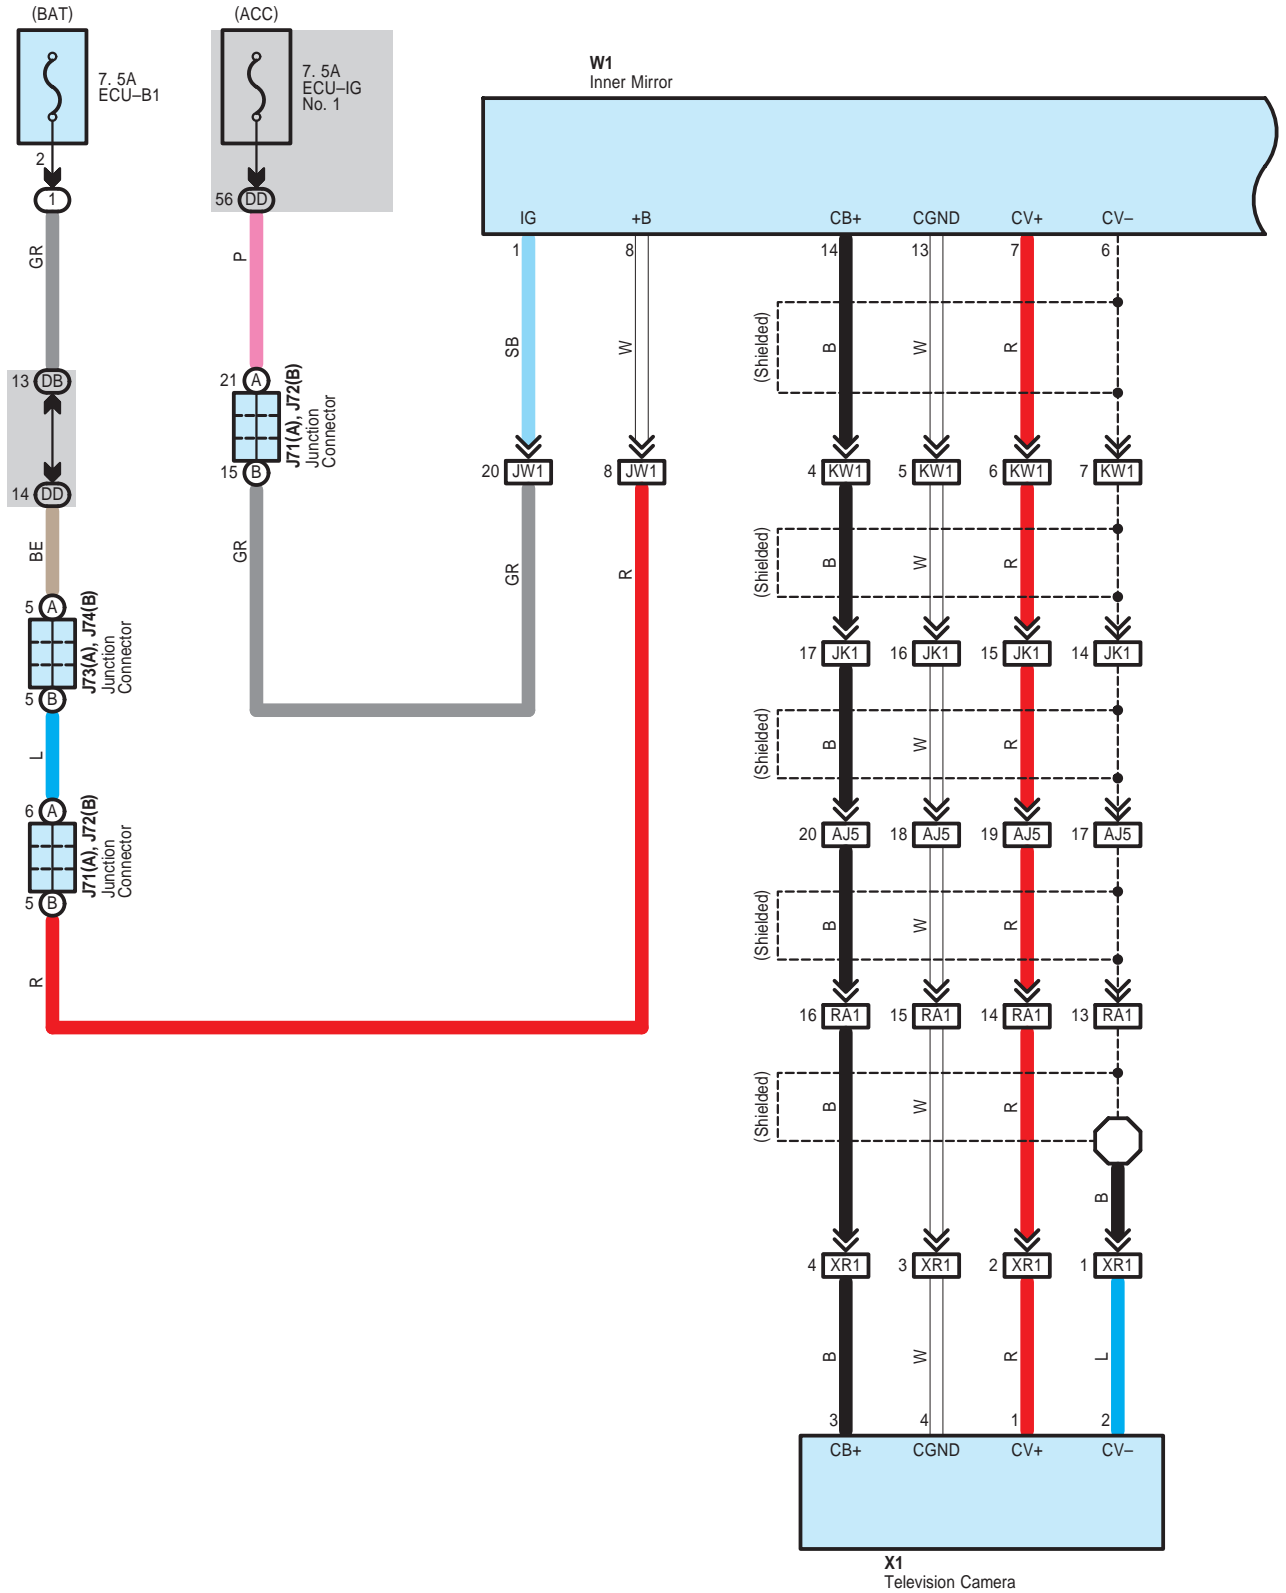 (BAT)
(ACC)
7. 5A
ECU–B1
7. 5A
ECU–IG
No. 1
W1
Inner Mirror
2
1
56 DD
IG
+B
CB+
CGND
CV+
CV–
1
8
14
13
7
6
GR
P
SB
W
(Shielded)
B
W
R
13 DB
21 A
J71(A), J72(B)
Junction
Connector
15 B
20 JW1
8 JW1
4 KW1
5 KW1
6 KW1
7 KW1
14 DD
BE
GR
GR
R
(Shielded)
B
W
R
5 A
J73(A), J74(B)
Junction
Connector
5 B
17 JK1
16 JK1
15 JK1
14 JK1
L
(Shielded)
B
W
R
6 A
J71(A), J72(B)
Junction
Connector
5 B
20 AJ5
18 AJ5
19 AJ5
17 AJ5
R
(Shielded)
B
W
R
16 RA1
15 RA1
14 RA1
13 RA1
(Shielded)
B
W
R
B
4 XR1
3 XR1
2 XR1
1 XR1
B
W
R
L
3
4
1
2
CB+
CGND
CV+
CV–
X1
Television Camera